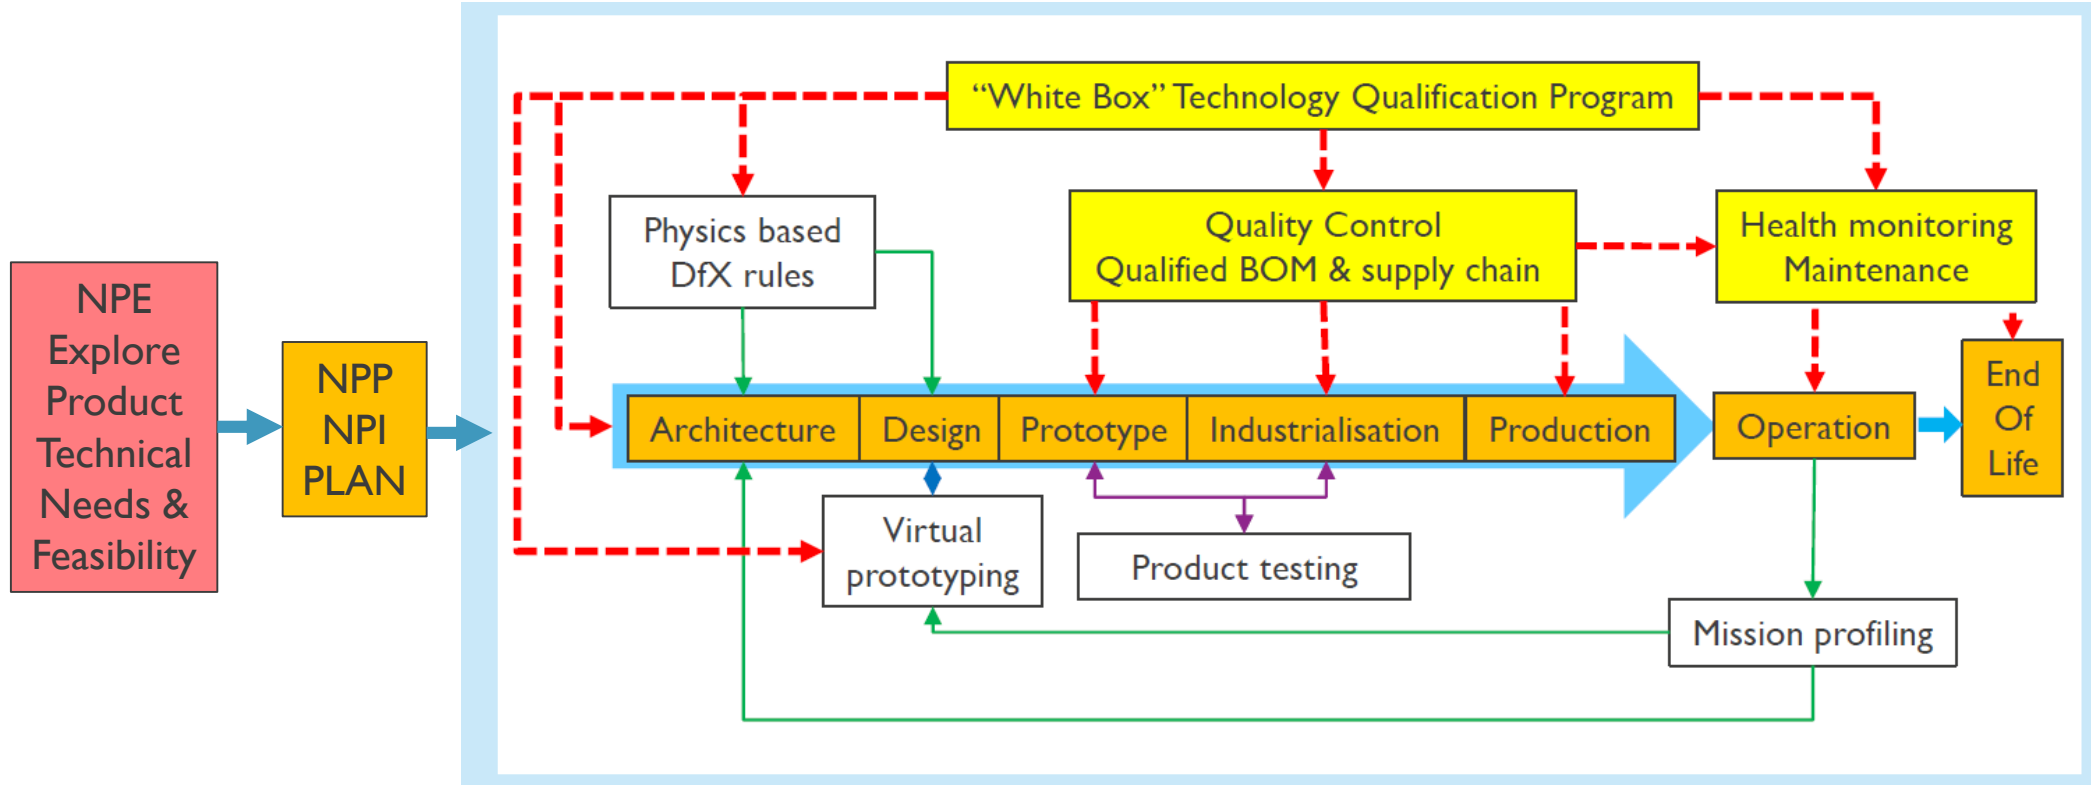 NPE
Explore
Product
Technical
Needs &
Feasibility
NPP
NPI
PLAN
“White Box” Technology Qualification Program
Physics based
DfX rules
Quality Control
Qualified BOM & supply chain
Health monitoring
Maintenance
Architecture
Design
Prototype
Industrialisation
Production
Operation
End
Of
Life
Virtual
prototyping
Product testing
Mission profiling